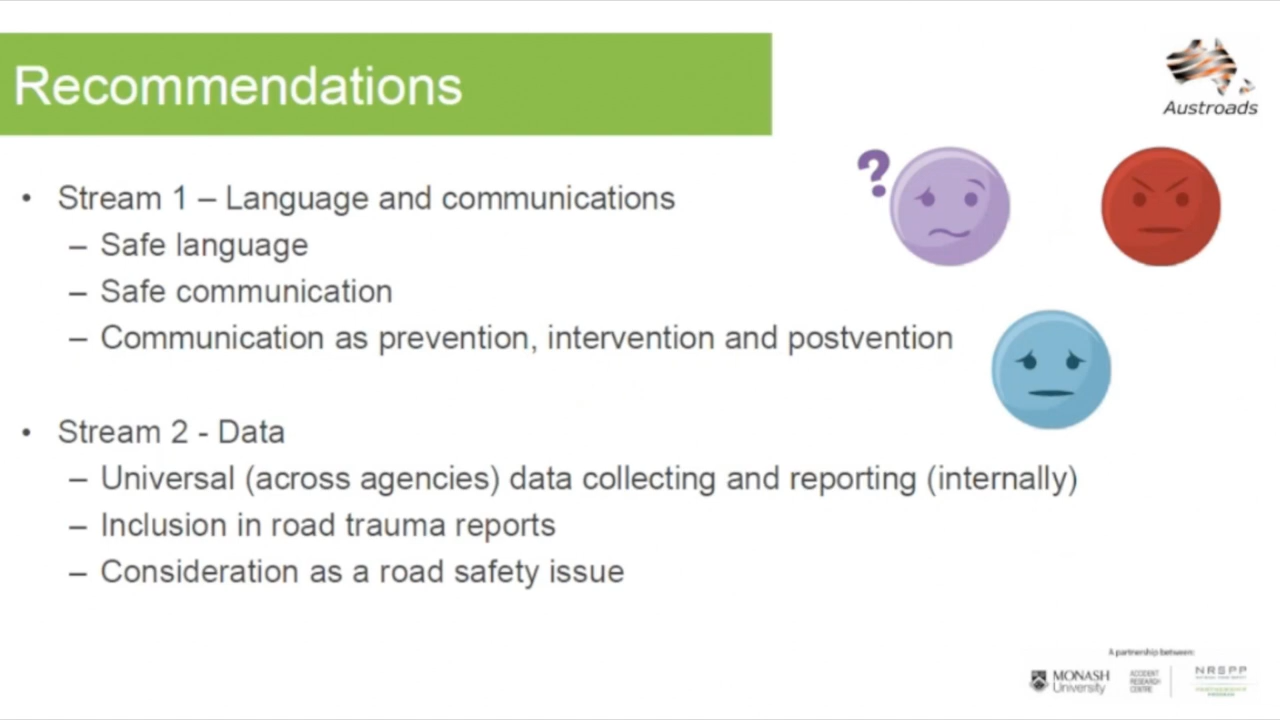 Recommendations
Austroads
?
• Stream 1 – Language and communications
– Safe language
– Safe communication
– Communication as prevention, intervention and postvention
• Stream 2 - Data
– Universal (across agencies) data collecting and reporting (internally)
– Inclusion in road trauma reports
– Consideration as a road safety issue
A partnership between:
MONASH University
ACCIDENT RESEARCH CENTRE
NRSPP